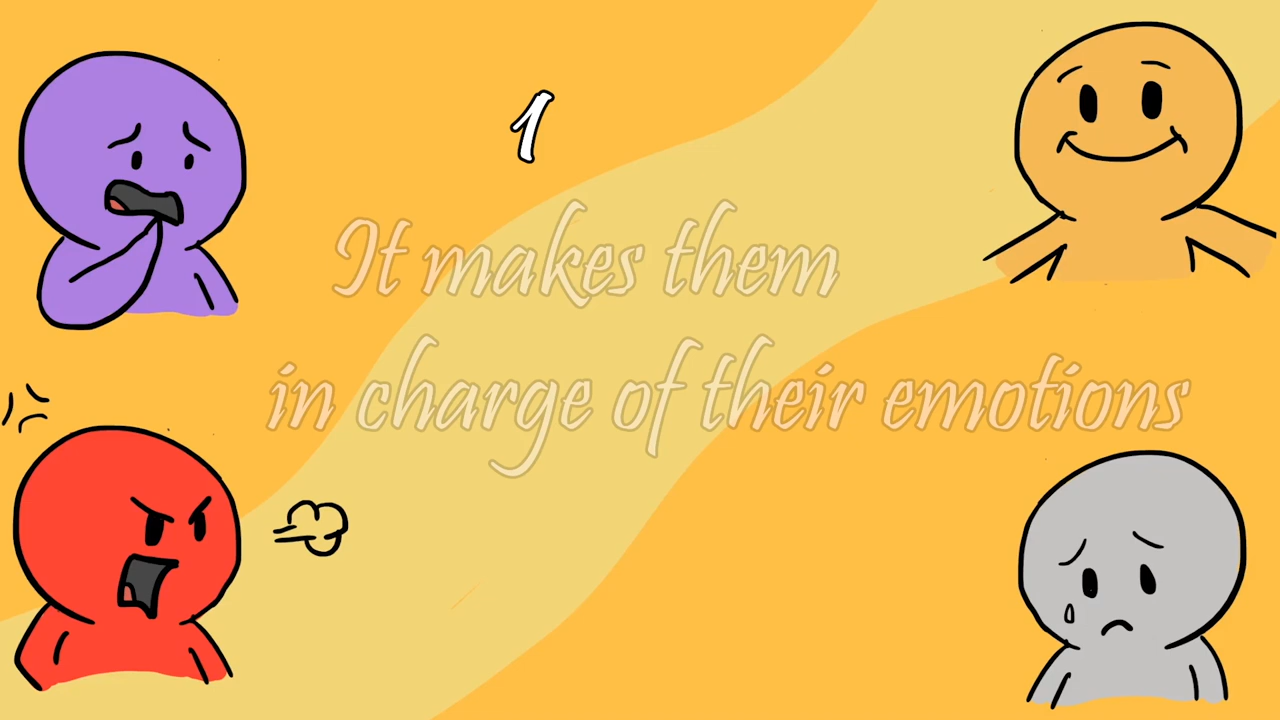 1
It makes them
in charge of their emotions